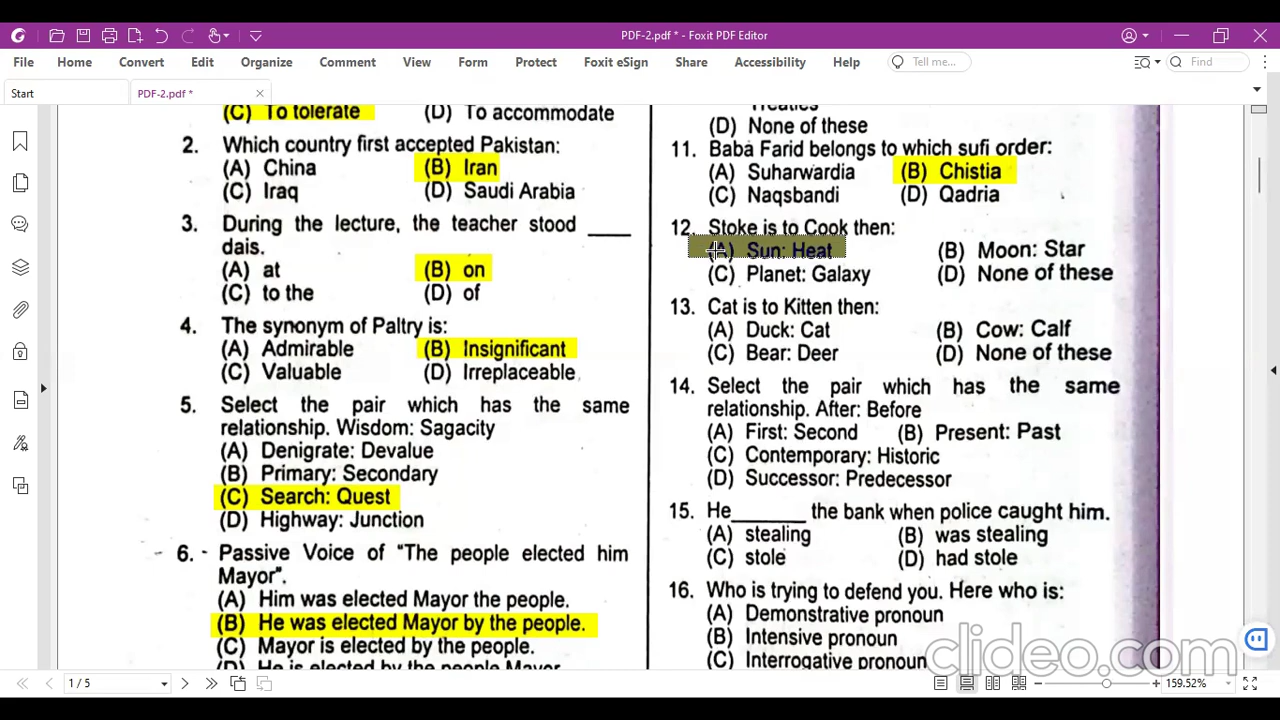 PDF-2.pdf * - Foxit PDF Editor
File Home Convert Edit Organize Comment View Form Protect Foxit eSign Share Accessibility Help Tell me... Find
Start PDF-2.pdf *
(C) To tolerate (D) To accommodate
2. Which country first accepted Pakistan:
(A) China (B) Iran
(C) Iraq (D) Saudi Arabia
3. During the lecture, the teacher stood ____
dais.
(A) at (B) on
(C) to the (D) of
4. The synonym of Paltry is:
(A) Admirable (B) Insignificant
(C) Valuable (D) Irreplaceable
5. Select the pair which has the same
relationship. Wisdom: Sagacity
(A) Denigrate: Devalue
(B) Primary: Secondary
(C) Search: Quest
(D) Highway: Junction
6. Passive Voice of "The people elected him
Mayor".
(A) Him was elected Mayor the people.
(B) He was elected Mayor by the people.
(C) Mayor is elected by the people.
(D) He is elected by the people Mayor
Treaties
(D) None of these
11. Baba Farid belongs to which sufi order:
(A) Suharwardia (B) Chistia
(C) Naqsbandi (D) Qadria
12. Stoke is to Cook then:
(A) Sun: Heat (B) Moon: Star
(C) Planet: Galaxy (D) None of these
13. Cat is to Kitten then:
(A) Duck: Cat (B) Cow: Calf
(C) Bear: Deer (D) None of these
14. Select the pair which has the same
relationship. After: Before
(A) First: Second (B) Present: Past
(C) Contemporary: Historic
(D) Successor: Predecessor
15. He______ the bank when police caught him.
(A) stealing (B) was stealing
(C) stole (D) had stole
16. Who is trying to defend you. Here who is:
(A) Demonstrative pronoun
(B) Intensive pronoun
(C) Interrogative pronoun
clideo.com
1 / 5 159.52%